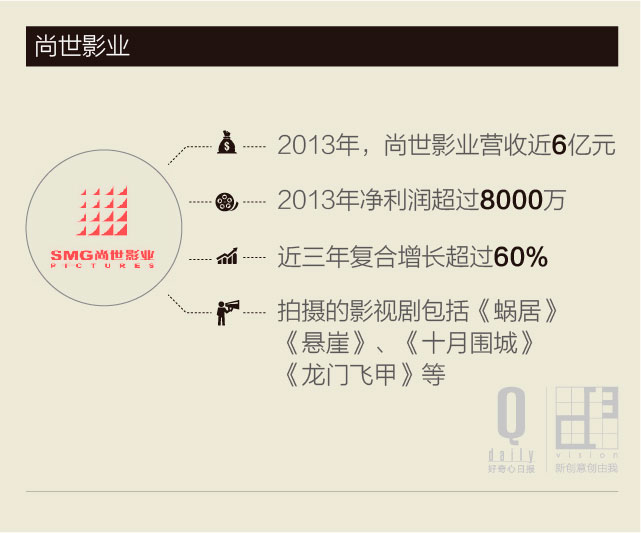 尚世影业
2013年，尚世影业营收近6亿元
$
2013年净利润超过8000万
SMG尚世影业
PICTURES
近三年复合增长超过60%
拍摄的影视剧包括《蜗居》
《悬崖》、《十月围城》
《龙门飞甲》等
Q
daily
好奇心日报
d3
vision
新创意创由我